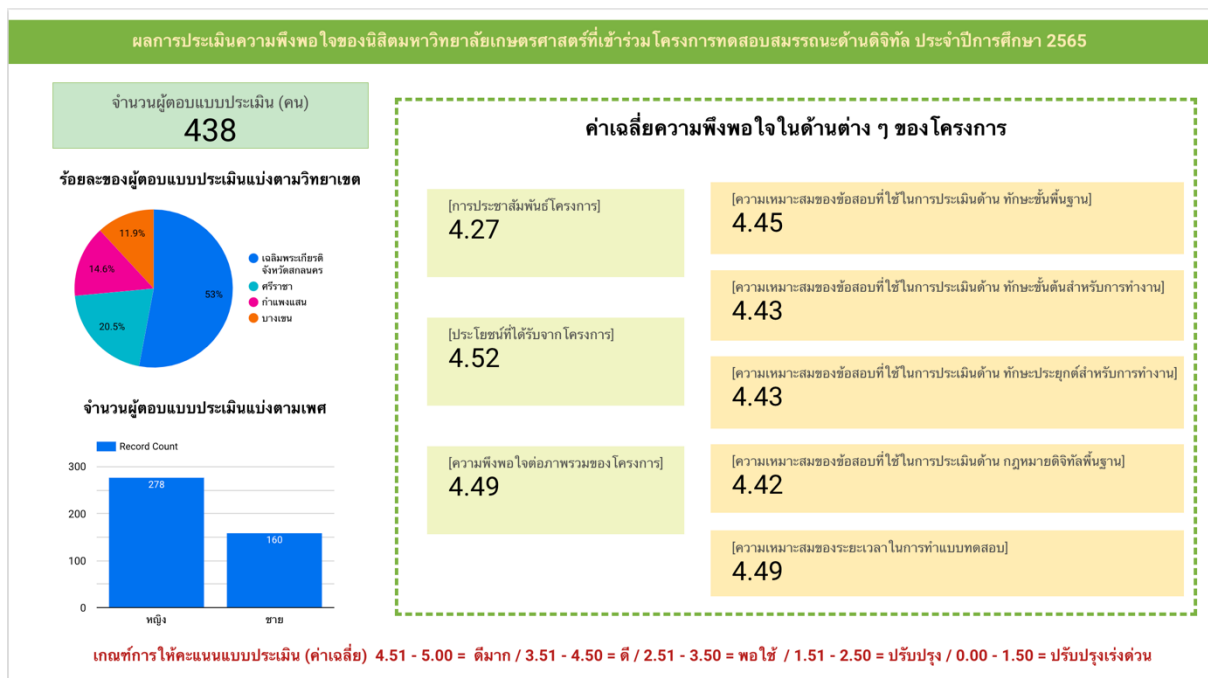 ผลการประเมินความพึงพอใจของนิสิตมหาวิทยาลัยเกษตรศาสตร์ที่เข้าร่วมโครงการทดสอบสมรรถนะด้านดิจิทัล ประจำปีการศึกษา 2565
จำนวนผู้ตอบแบบประเมิน (คน)
438
ร้อยละของผู้ตอบแบบประเมินแบ่งตามวิทยาเขต
11.9%
14.6%
20.5%
53%
เฉลิมพระเกียรติ
จังหวัดสกลนคร
ศรีราชา
กำแพงแสน
บางเขน
จำนวนผู้ตอบแบบประเมินแบ่งตามเพศ
Record Count
300
200
100
0
278
160
หญิง
ชาย
ค่าเฉลี่ยความพึงพอใจในด้านต่าง ๆ ของโครงการ
[การประชาสัมพันธ์โครงการ]
4.27
[ประโยชน์ที่ได้รับจากโครงการ]
4.52
[ความพึงพอใจต่อภาพรวมของโครงการ]
4.49
[ความเหมาะสมของข้อสอบที่ใช้ในการประเมินด้าน ทักษะขั้นพื้นฐาน]
4.45
[ความเหมาะสมของข้อสอบที่ใช้ในการประเมินด้าน ทักษะขั้นต้นสำหรับการทำงาน]
4.43
[ความเหมาะสมของข้อสอบที่ใช้ในการประเมินด้าน ทักษะประยุกต์สำหรับการทำงาน]
4.43
[ความเหมาะสมของข้อสอบที่ใช้ในการประเมินด้าน กฎหมายดิจิทัลพื้นฐาน]
4.42
[ความเหมาะสมของระยะเวลาในการทำแบบทดสอบ]
4.49
เกณฑ์การให้คะแนนแบบประเมิน (ค่าเฉลี่ย) 4.51 - 5.00 = ดีมาก / 3.51 - 4.50 = ดี / 2.51 - 3.50 = พอใช้ / 1.51 - 2.50 = ปรับปรุง / 0.00 - 1.50 = ปรับปรุงเร่งด่วน